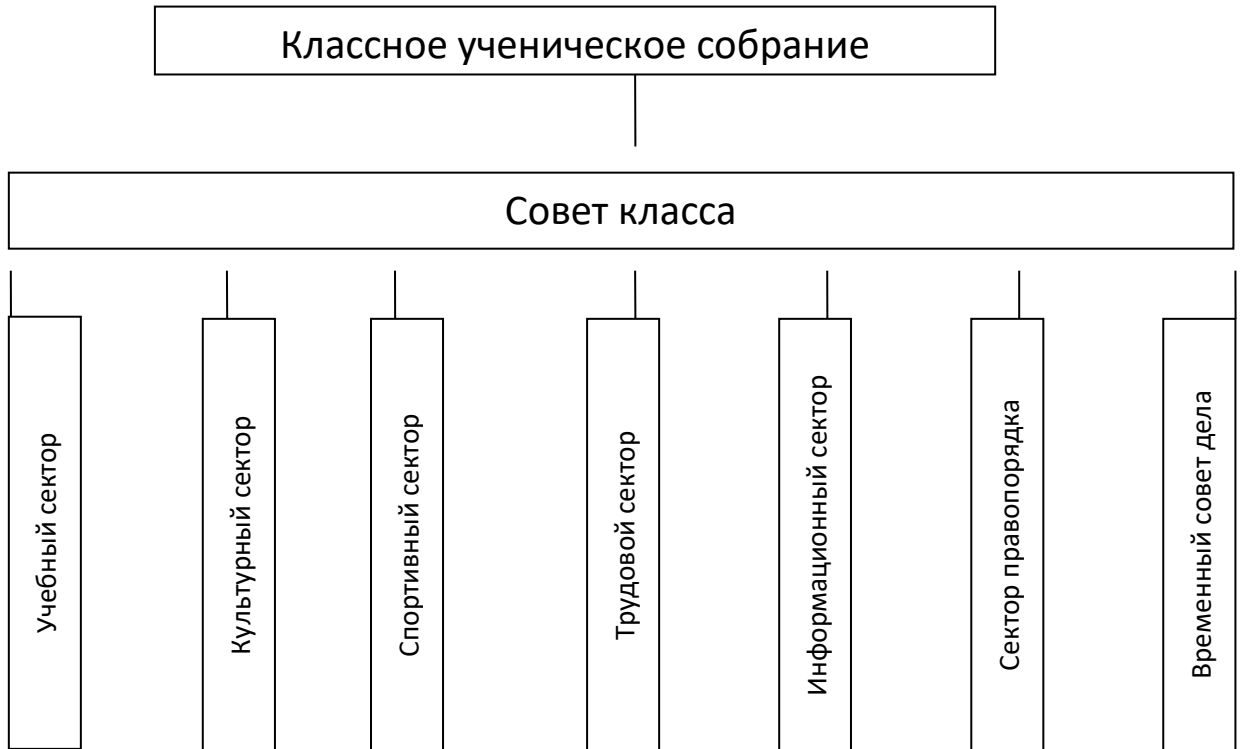 Классное ученическое собрание
Совет класса
Учебный сектор
Культурный сектор
Спортивный сектор
Трудовой сектор
Информационный сектор
Сектор правопорядка
Временный совет дела